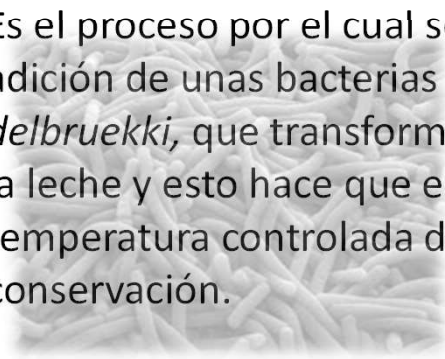 Es el proceso por el cual s
adición de unas bacterias
delbruekki, que transform
a leche y esto hace que e
temperatura controlada d
conservación.